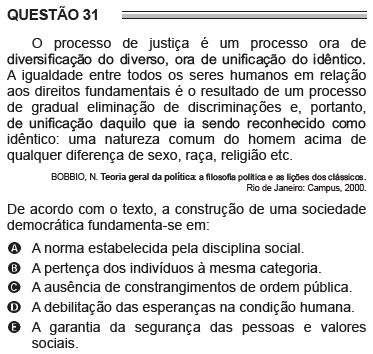 QUESTÃO 31
O processo de justiça é um processo ora de
diversificação do diverso, ora de unificação do idêntico.
A igualdade entre todos os seres humanos em relação
aos direitos fundamentais é o resultado de um processo
de gradual eliminação de discriminações e, portanto,
de unificação daquilo que ia sendo reconhecido como
idêntico: uma natureza comum do homem acima de
qualquer diferença de sexo, raça, religião etc.
BOBBIO, N. Teoria geral da política: a filosofia política e as lições dos clássicos.
Rio de Janeiro: Campus, 2000.
De acordo com o texto, a construção de uma sociedade
democrática fundamenta-se em:
A A norma estabelecida pela disciplina social.
B A pertença dos indivíduos à mesma categoria.
C A ausência de constrangimentos de ordem pública.
D A debilitação das esperanças na condição humana.
E A garantia da segurança das pessoas e valores
sociais.